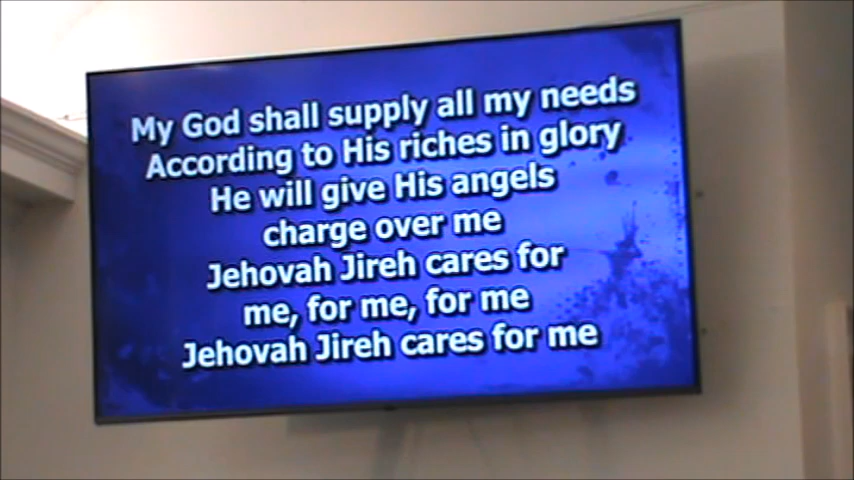 My God shall supply all my needs
According to His riches in glory
He will give His angels
charge over me
Jehovah Jireh cares for
me, for me, for me
Jehovah Jireh cares for me